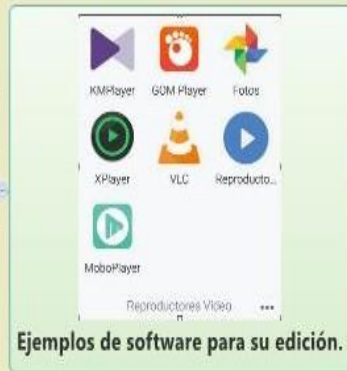 KMPlayer GOM Player Fotos
XPlayer VLC Reproducto...
MoboPlayer
Reproductores Video
Ejemplos de software para su edición.